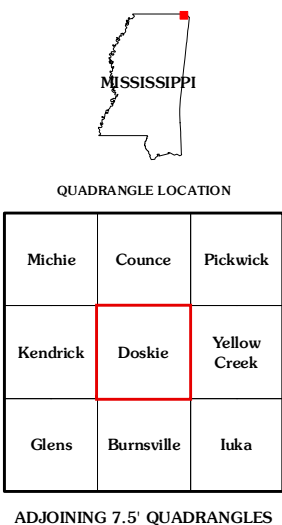 MISSISSIPPI
QUADRANGLE LOCATION
Michie Counce Pickwick
Kendrick Doskie Yellow Creek
Glens Burnsville Iuka
ADJOINING 7.5' QUADRANGLES